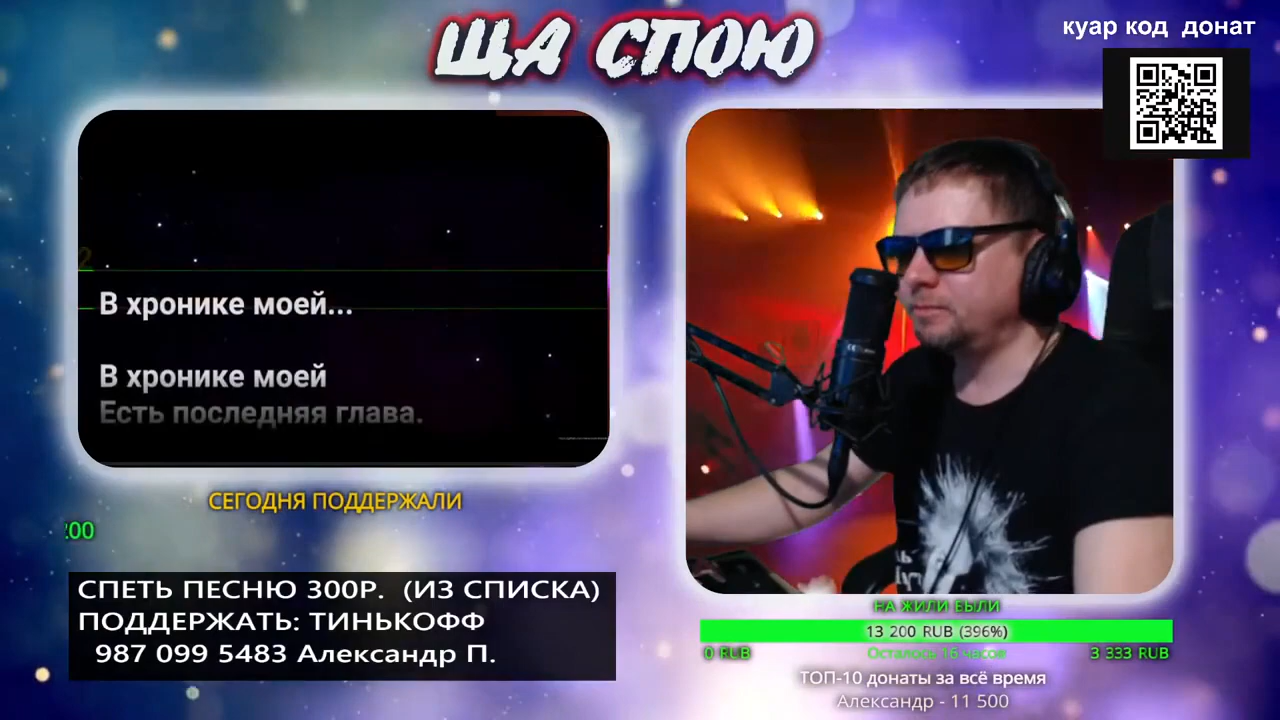 ЩА СПОЮ
куар код  донат
В хронике моей...
В хронике моей
Есть последняя глава.
СЕГОДНЯ ПОДДЕРЖАЛИ
СПЕТЬ ПЕСНЮ 300Р.  (ИЗ СПИСКА)
ПОДДЕРЖАТЬ: ТИНЬКОФФ
987 099 5483 Александр П.
НА ЖИЛИ БЫЛИ
13 200 RUB (396%)
0 RUB
Осталось 16 часов
3 333 RUB
ТОП-10 донаты за всё время
Александр - 11 500